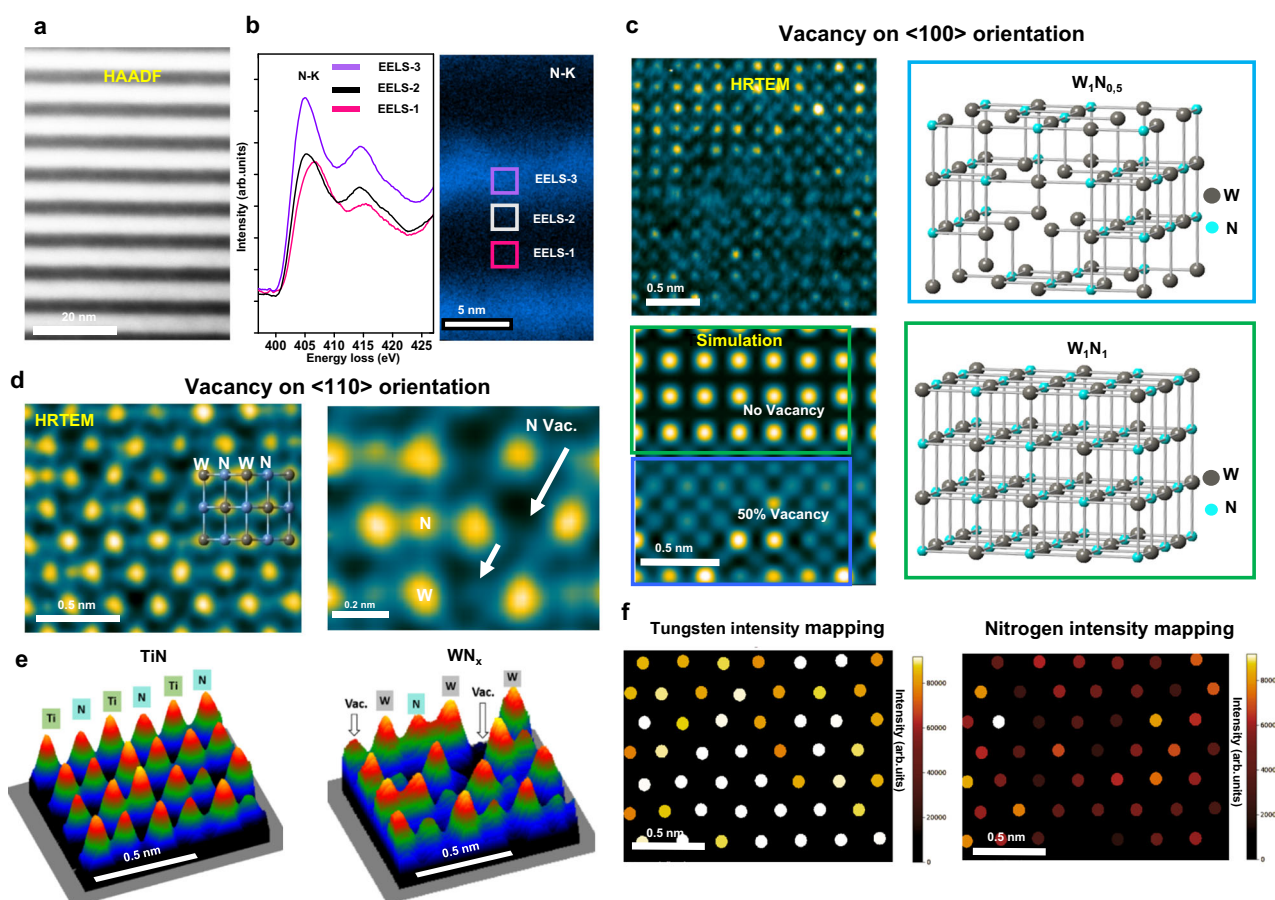 a
HAADF
20 nm
b
N-K
EELS-3
EELS-2
EELS-1
Intensity (arb.units)
400 405 410 415 420 425
Energy loss (eV)
N-K
EELS-3
EELS-2
EELS-1
5 nm
c
Vacancy on <100> orientation
HRTEM
0.5 nm
W₁N₀,₅
W
N
Simulation
No Vacancy
50% Vacancy
0.5 nm
W₁N₁
W
N
d
Vacancy on <110> orientation
HRTEM
W N W N
0.5 nm
N Vac.
N
W
0.2 nm
e
TiN
Ti N Ti N Ti N
0.5 nm
WNₓ
Vac. W N W Vac. W
0.5 nm
f
Tungsten intensity mapping
0.5 nm
80000
60000
40000
20000
0
Intensity (arb.uits)
Nitrogen intensity mapping
0.5 nm
8000
6000
4000
2000
0
Intensity (arb.units)